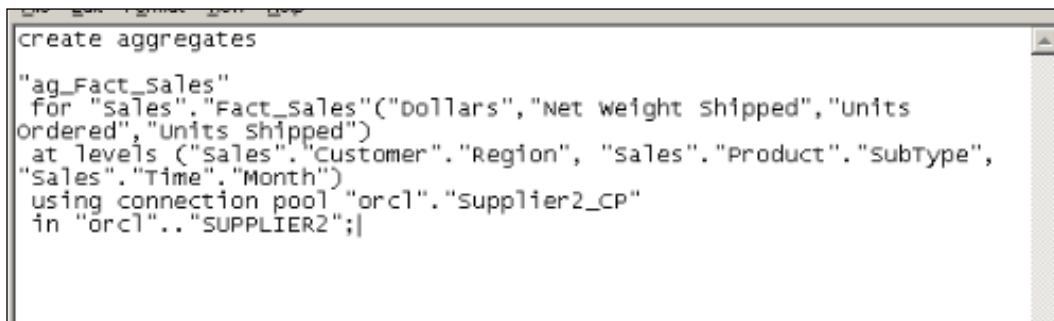 create aggregates
"ag_Fact_Sales"
for "Sales"."Fact_Sales"("Dollars","Net Weight Shipped","Units
Ordered","Units Shipped")
at levels ("Sales"."Customer"."Region", "Sales"."Product"."SubType",
"Sales"."Time"."Month")
using connection pool "orcl"."Supplier2_CP"
in "orcl".."SUPPLIER2";